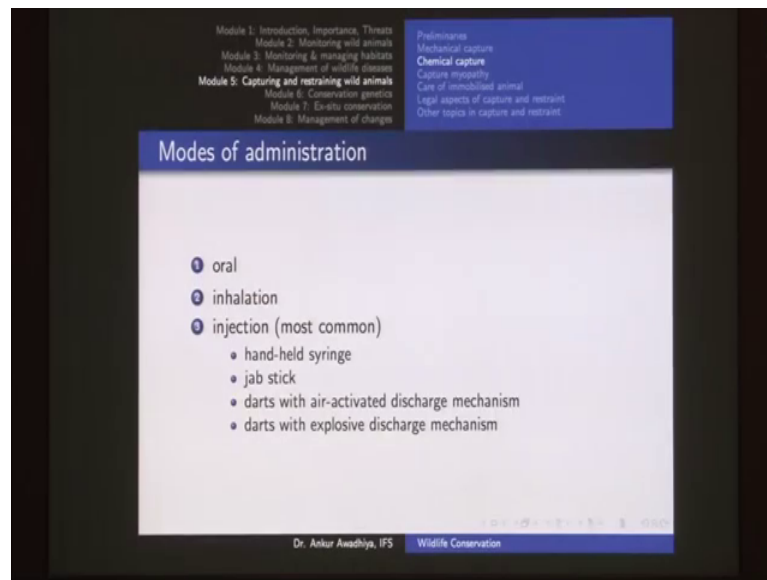 Module 1: Introduction, Importance, Threats
Module 2: Monitoring wild animals
Module 3: Monitoring & managing habitats
Module 4: Management of wildlife diseases
Module 5: Capturing and restraining wild animals
Module 6: Conservation genetics
Module 7: Ex-situ conservation
Module 8: Management of changes
Preliminaries
Mechanical capture
Chemical capture
Capture myopathy
Care of immobilised animal
Legal aspects of capture and restraint
Other topics in capture and restraint
Modes of administration
1 oral
2 inhalation
3 injection (most common)
• hand-held syringe
• jab stick
• darts with air-activated discharge mechanism
• darts with explosive discharge mechanism
Dr. Ankur Awadhiya, IFS
Wildlife Conservation